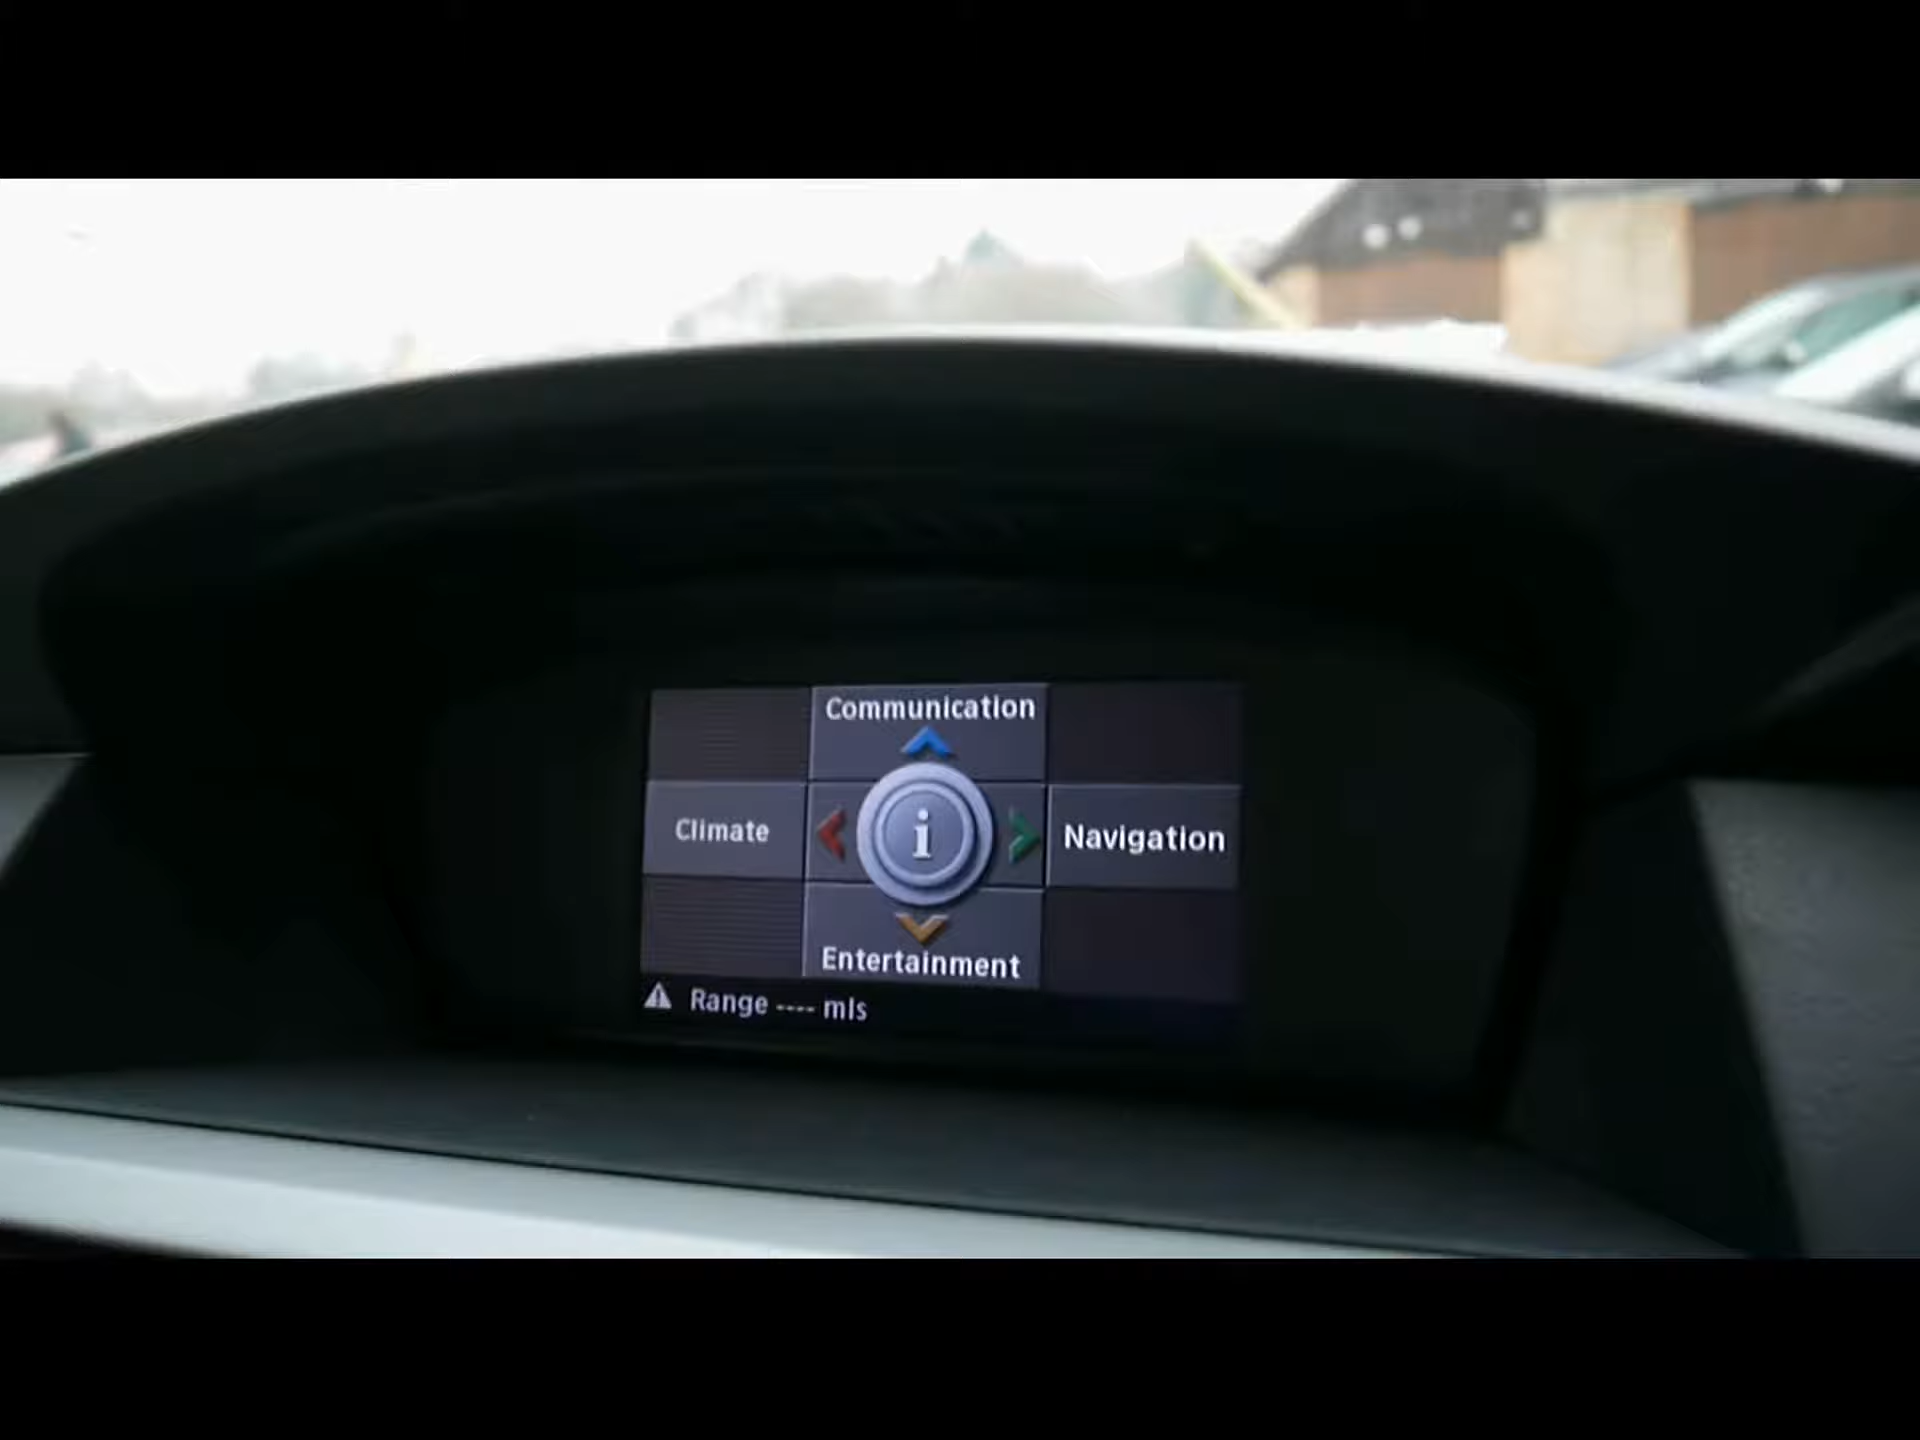 Communication
Climate
i
Navigation
Entertainment
Range ---- mls